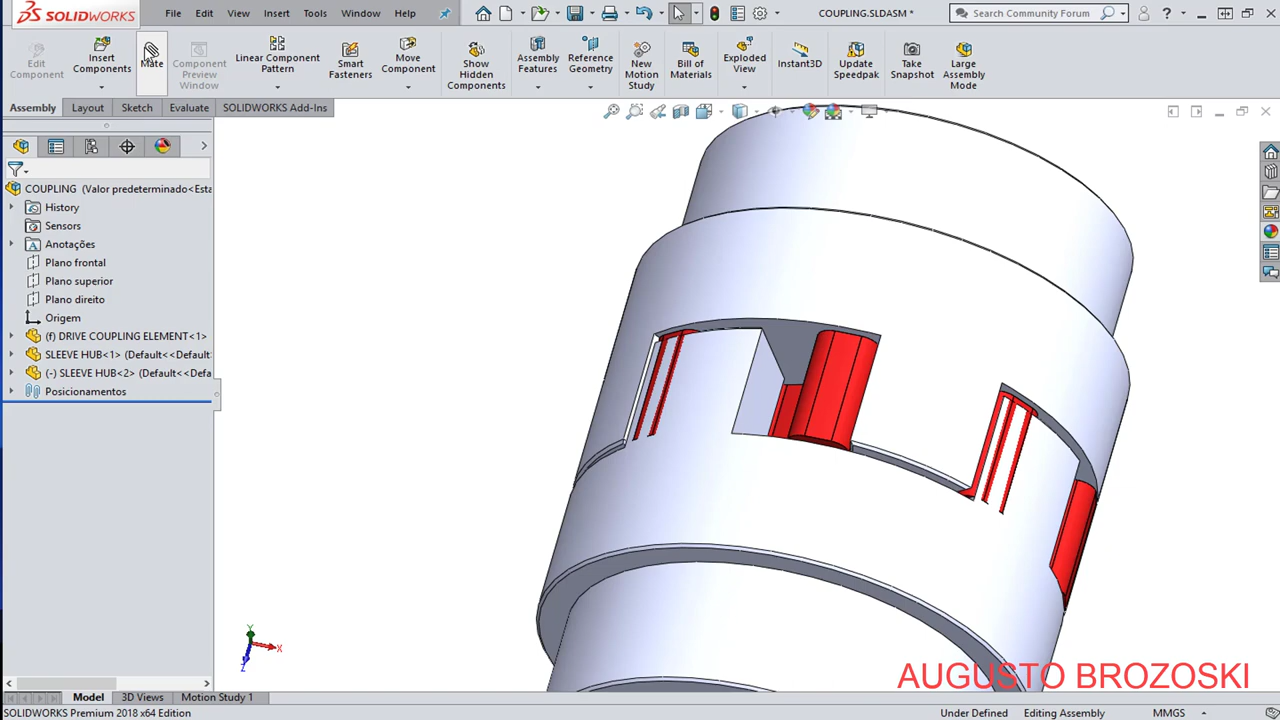 SOLIDWORKS File Edit View Insert Tools Window Help COUPLING.SLDASM * Search Community Forum
Edit Component
Insert Components
Mate
Component Preview Window
Linear Component Pattern
Smart Fasteners
Move Component
Show Hidden Components
Assembly Features
Reference Geometry
New Motion Study
Bill of Materials
Exploded View
Instant3D
Update Speedpak
Take Snapshot
Large Assembly Mode
Assembly Layout Sketch Evaluate SOLIDWORKS Add-Ins
COUPLING (Valor predeterminado<Esta
History
Sensors
Anotações
Plano frontal
Plano superior
Plano direito
Origem
(f) DRIVE COUPLING ELEMENT<1>
SLEEVE HUB<1> (Default<<Default
(-) SLEEVE HUB<2> (Default<<Defa
Posicionamentos
Y
X
Z
AUGUSTO BROZOSKI
Model 3D Views Motion Study 1
SOLIDWORKS Premium 2018 x64 Edition Under Defined Editing Assembly MMGS